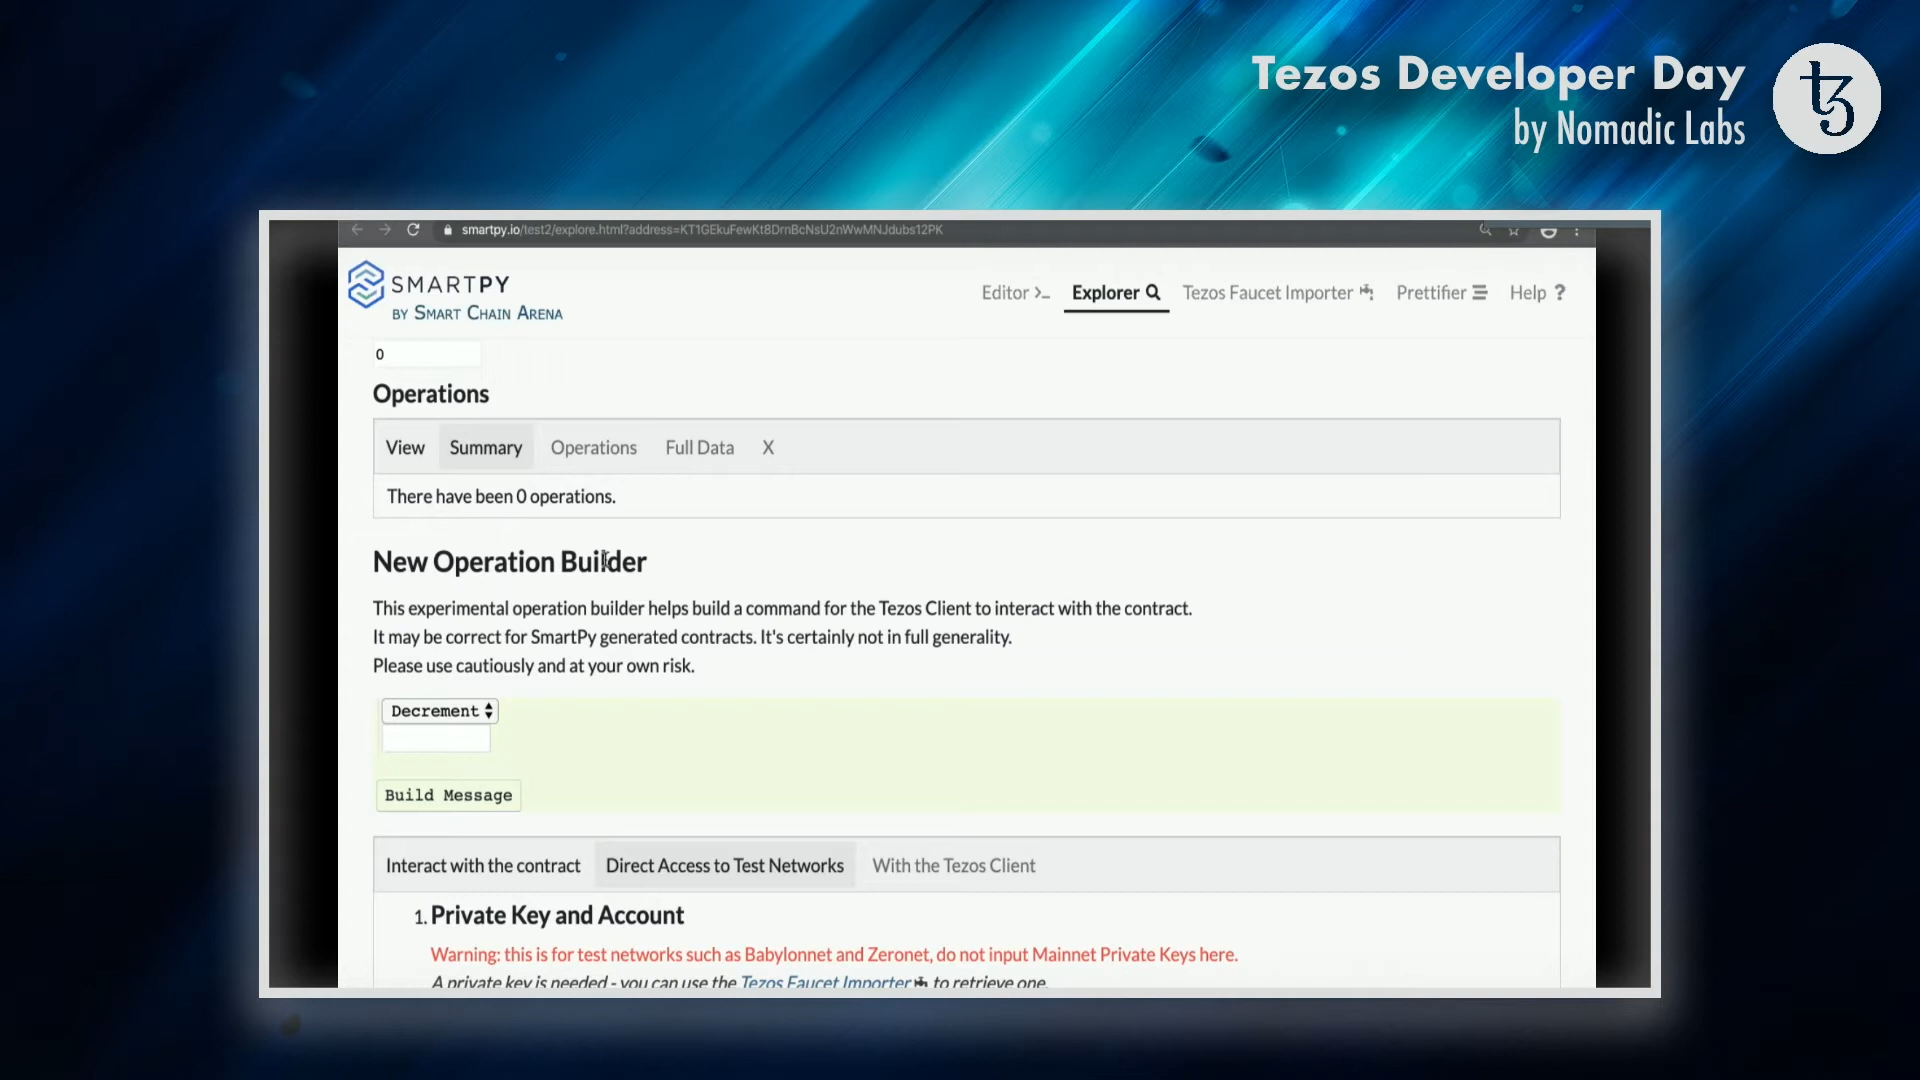 Tezos Developer Day
by Nomadic Labs
smartpy.io/test2/explore.html?address=KT1GEkuFewKt8DrnBcNsU2nWwMNJdubs12PK
SMARTPY
BY SMART CHAIN ARENA
Editor >_
Explorer
Tezos Faucet Importer
Prettifier
Help ?
0
Operations
View Summary Operations Full Data X
There have been 0 operations.
New Operation Builder
This experimental operation builder helps build a command for the Tezos Client to interact with the contract.
It may be correct for SmartPy generated contracts. It's certainly not in full generality.
Please use cautiously and at your own risk.
Decrement
Build Message
Interact with the contract Direct Access to Test Networks With the Tezos Client
1. Private Key and Account
Warning: this is for test networks such as Babylonnet and Zeronet, do not input Mainnet Private Keys here.
A private key is needed - you can use the Tezos Faucet Importer to retrieve one.